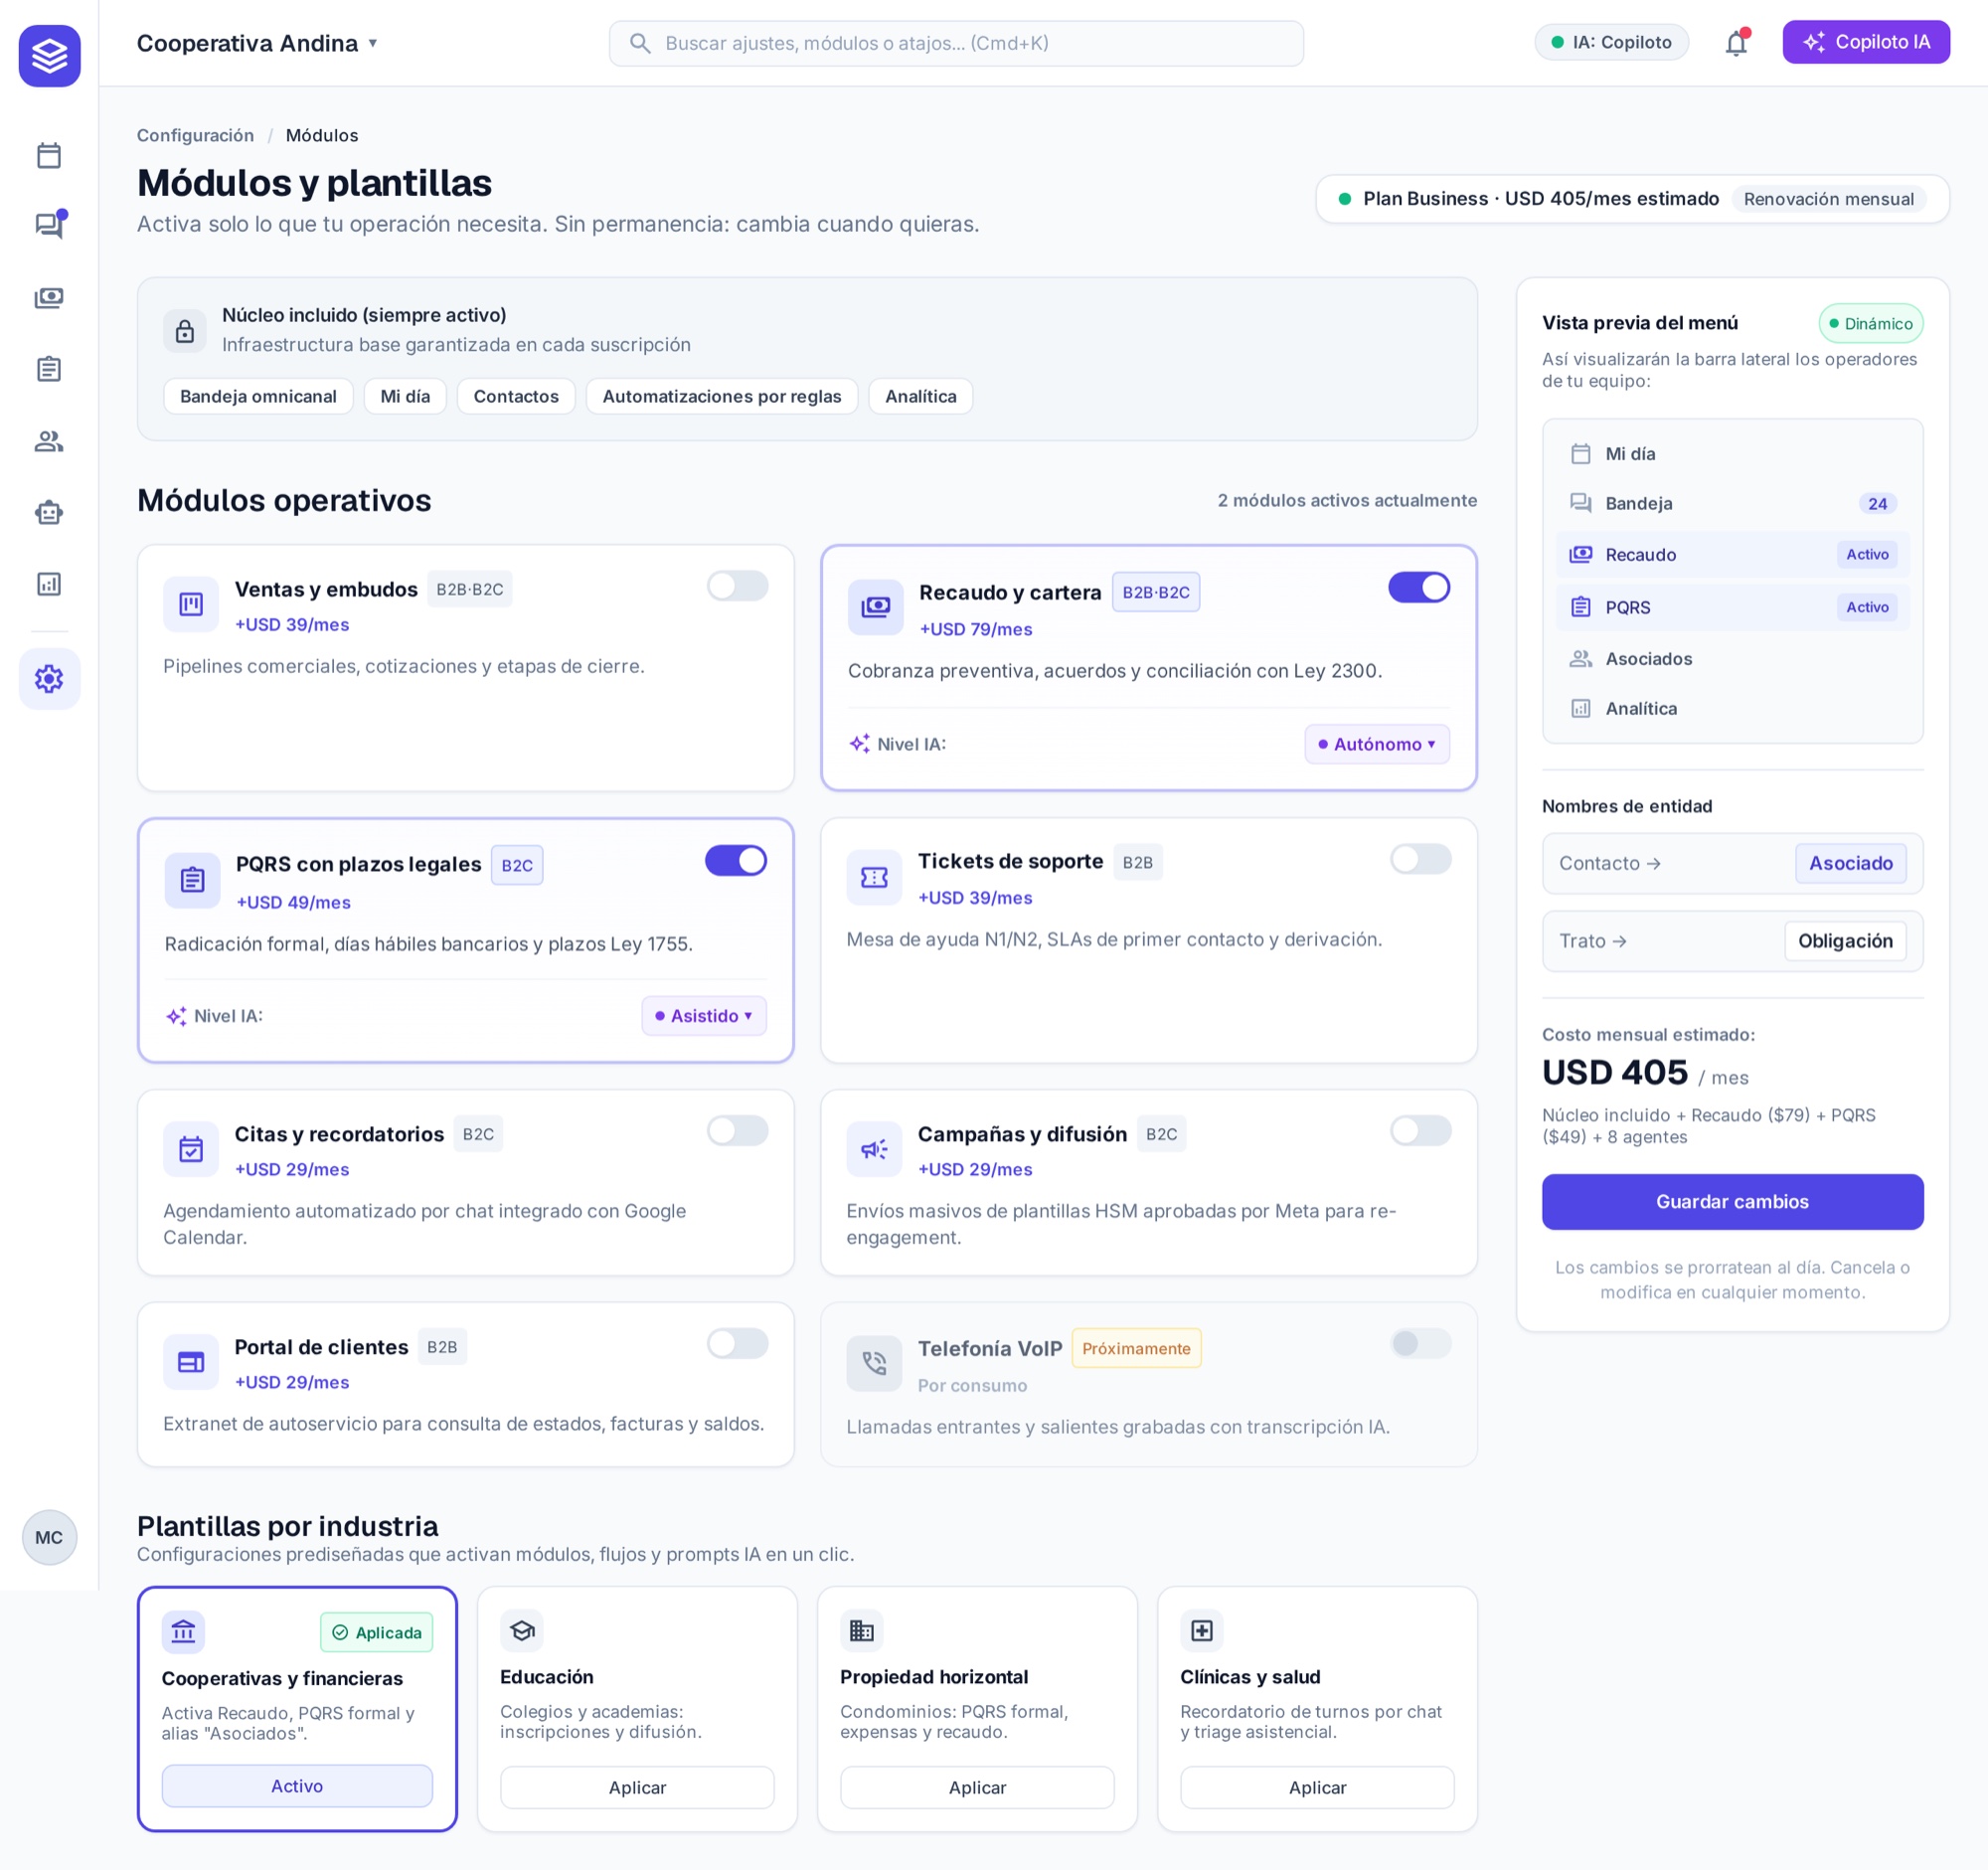 Cooperativa Andina ▾
Buscar ajustes, módulos o atajos... (Cmd+K)
IA: Copiloto
Copiloto IA
Configuración / Módulos
Módulos y plantillas
Activa solo lo que tu operación necesita. Sin permanencia: cambia cuando quieras.
Plan Business · USD 405/mes estimado
Renovación mensual
Núcleo incluido (siempre activo)
Infraestructura base garantizada en cada suscripción
Bandeja omnicanal
Mi día
Contactos
Automatizaciones por reglas
Analítica
Módulos operativos
2 módulos activos actualmente
Ventas y embudos
B2B·B2C
+USD 39/mes
Pipelines comerciales, cotizaciones y etapas de cierre.
Recaudo y cartera
B2B·B2C
+USD 79/mes
Cobranza preventiva, acuerdos y conciliación con Ley 2300.
Nivel IA:
Autónomo ▾
PQRS con plazos legales
B2C
+USD 49/mes
Radicación formal, días hábiles bancarios y plazos Ley 1755.
Nivel IA:
Asistido ▾
Tickets de soporte
B2B
+USD 39/mes
Mesa de ayuda N1/N2, SLAs de primer contacto y derivación.
Citas y recordatorios
B2C
+USD 29/mes
Agendamiento automatizado por chat integrado con Google
Calendar.
Campañas y difusión
B2C
+USD 29/mes
Envíos masivos de plantillas HSM aprobadas por Meta para re-
engagement.
Portal de clientes
B2B
+USD 29/mes
Extranet de autoservicio para consulta de estados, facturas y saldos.
Telefonía VoIP
Próximamente
Por consumo
Llamadas entrantes y salientes grabadas con transcripción IA.
Plantillas por industria
Configuraciones prediseñadas que activan módulos, flujos y prompts IA en un clic.
Aplicada
Cooperativas y financieras
Activa Recaudo, PQRS formal y
alias "Asociados".
Activo
Educación
Colegios y academias:
inscripciones y difusión.
Aplicar
Propiedad horizontal
Condominios: PQRS formal,
expensas y recaudo.
Aplicar
Clínicas y salud
Recordatorio de turnos por chat
y triage asistencial.
Aplicar
Vista previa del menú
Dinámico
Así visualizarán la barra lateral los operadores
de tu equipo:
Mi día
Bandeja
24
Recaudo
Activo
PQRS
Activo
Asociados
Analítica
Nombres de entidad
Contacto →
Asociado
Trato →
Obligación
Costo mensual estimado:
USD 405 / mes
Núcleo incluido + Recaudo ($79) + PQRS
($49) + 8 agentes
Guardar cambios
Los cambios se prorratean al día. Cancela o
modifica en cualquier momento.
MC